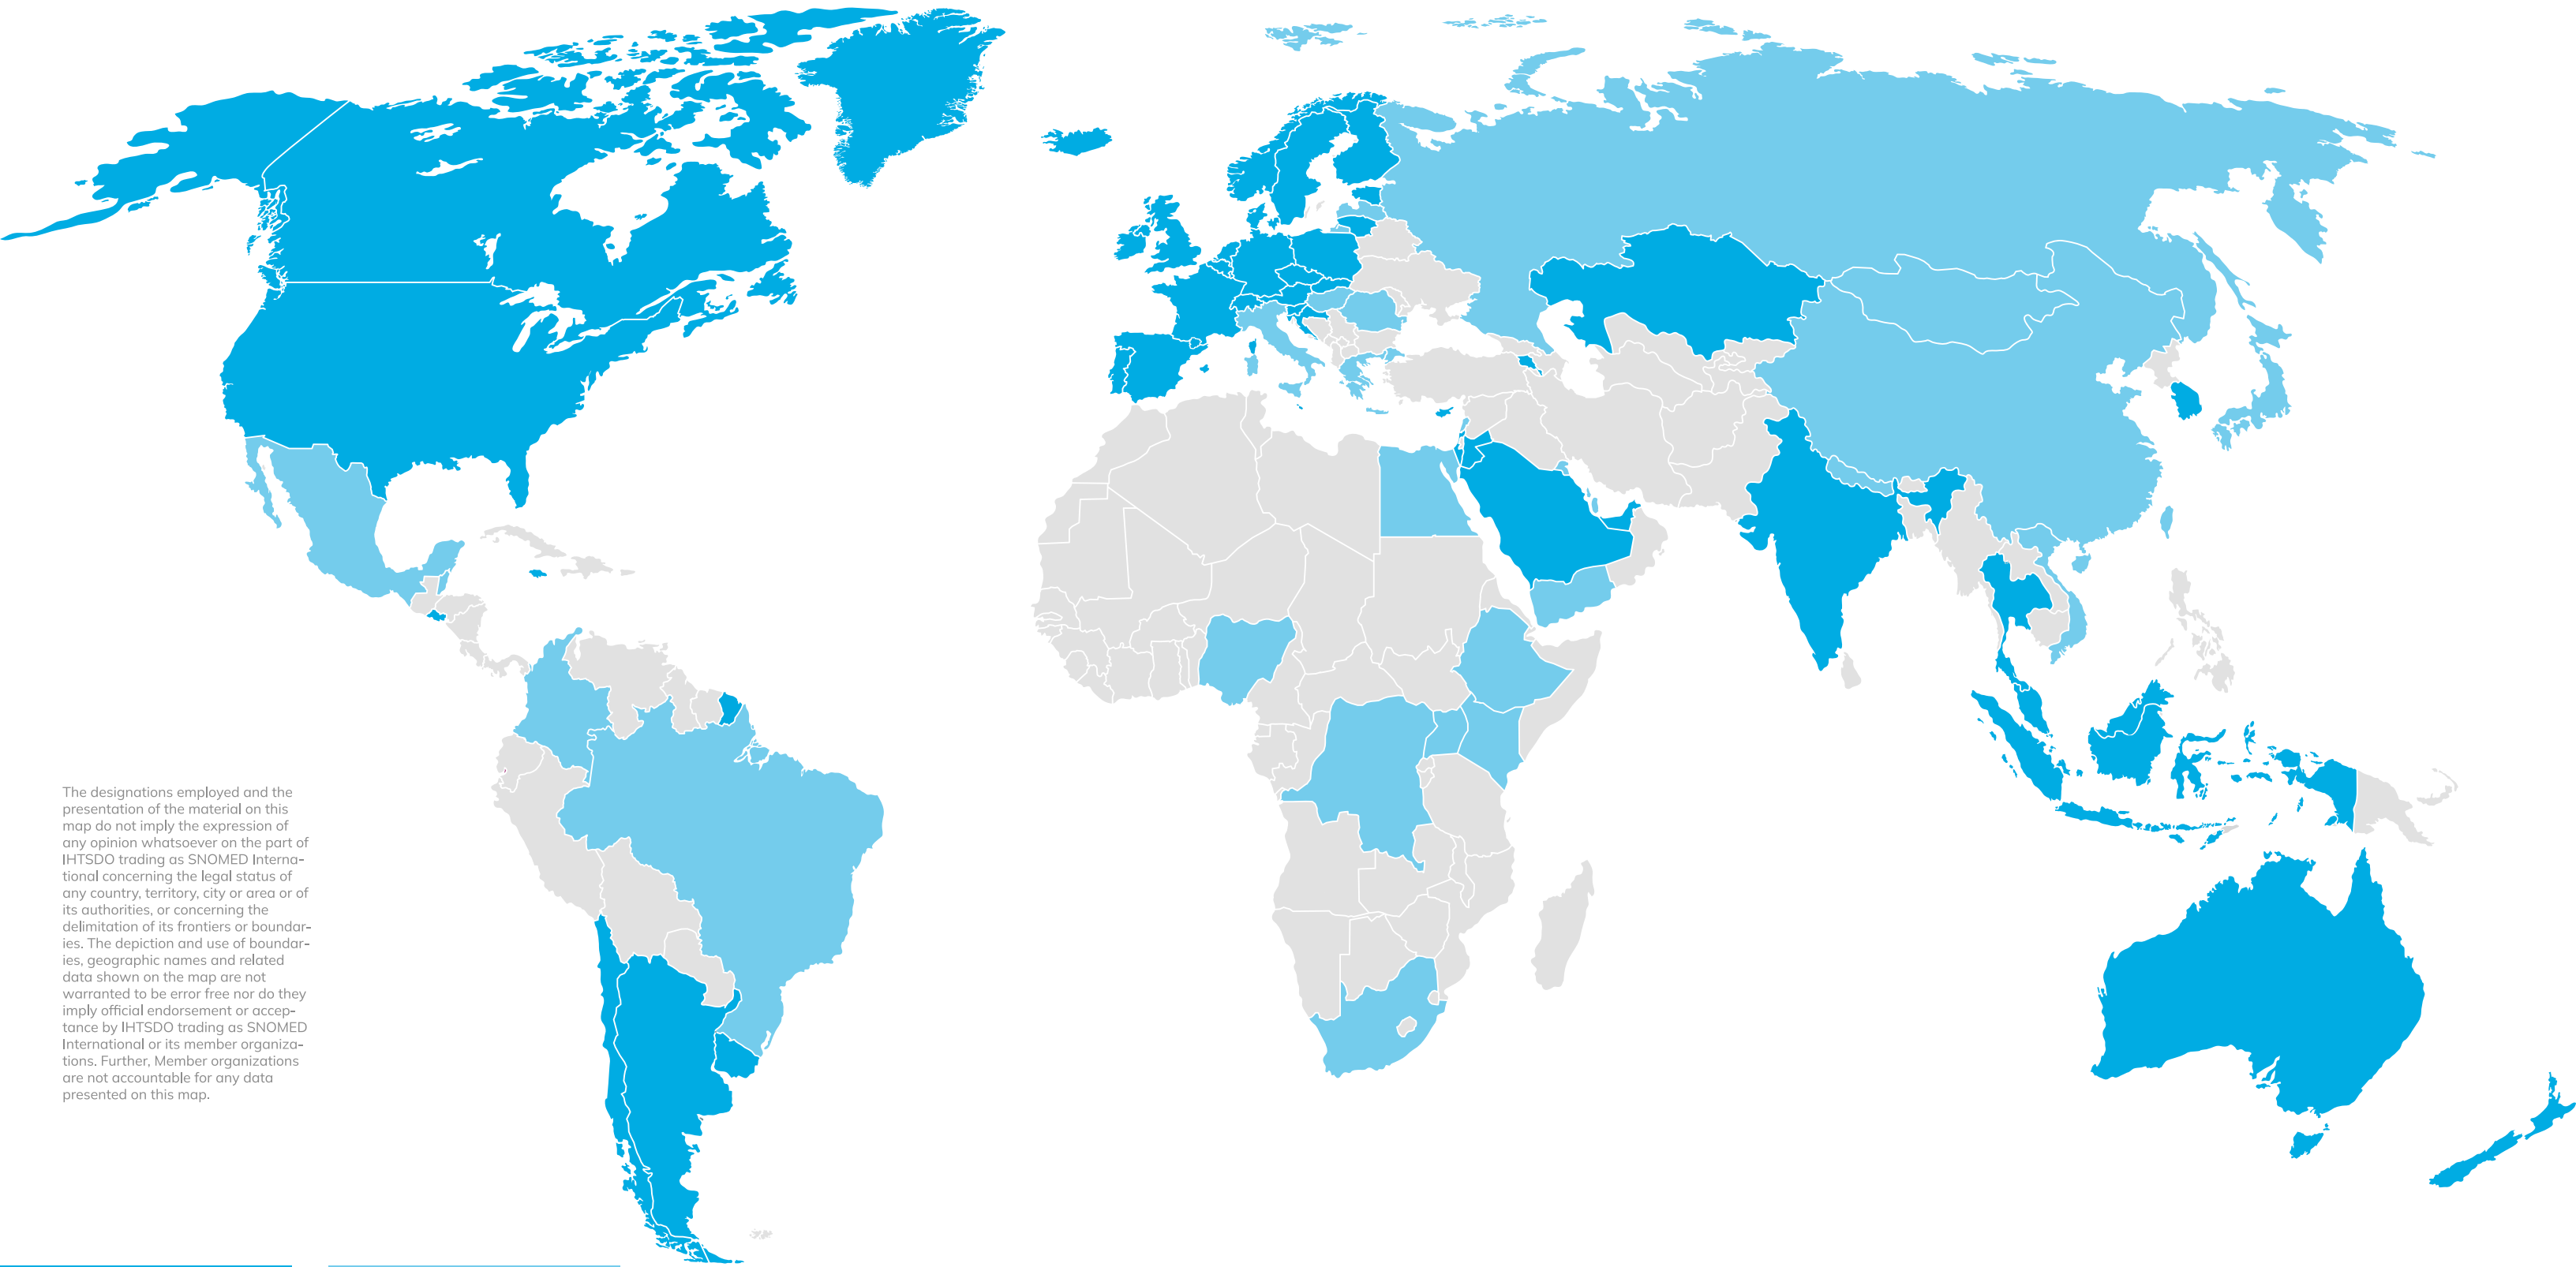 The designations employed and the
presentation of the material on this
map do not imply the expression of
any opinion whatsoever on the part of
IHTSDO trading as SNOMED Interna-
tional concerning the legal status of
any country, territory, city or area or of
its authorities, or concerning the
delimitation of its frontiers or boundar-
ies. The depiction and use of boundar-
ies, geographic names and related
data shown on the map are not
warranted to be error free nor do they
imply official endorsement or accep-
tance by IHTSDO trading as SNOMED
International or its member organiza-
tions. Further, Member organizations
are not accountable for any data
presented on this map.